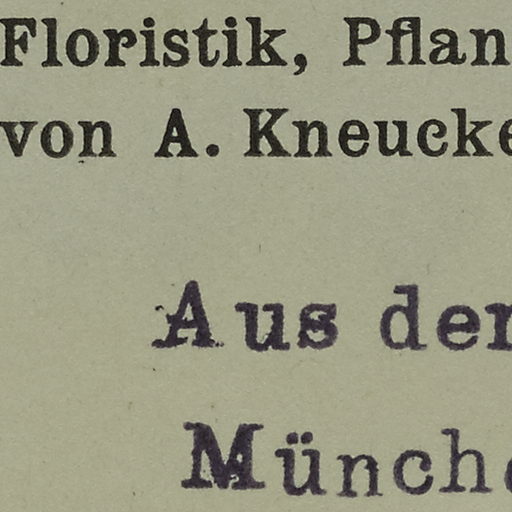 Floristik, Pflan
von A. Kneucke
Aus der
Münche